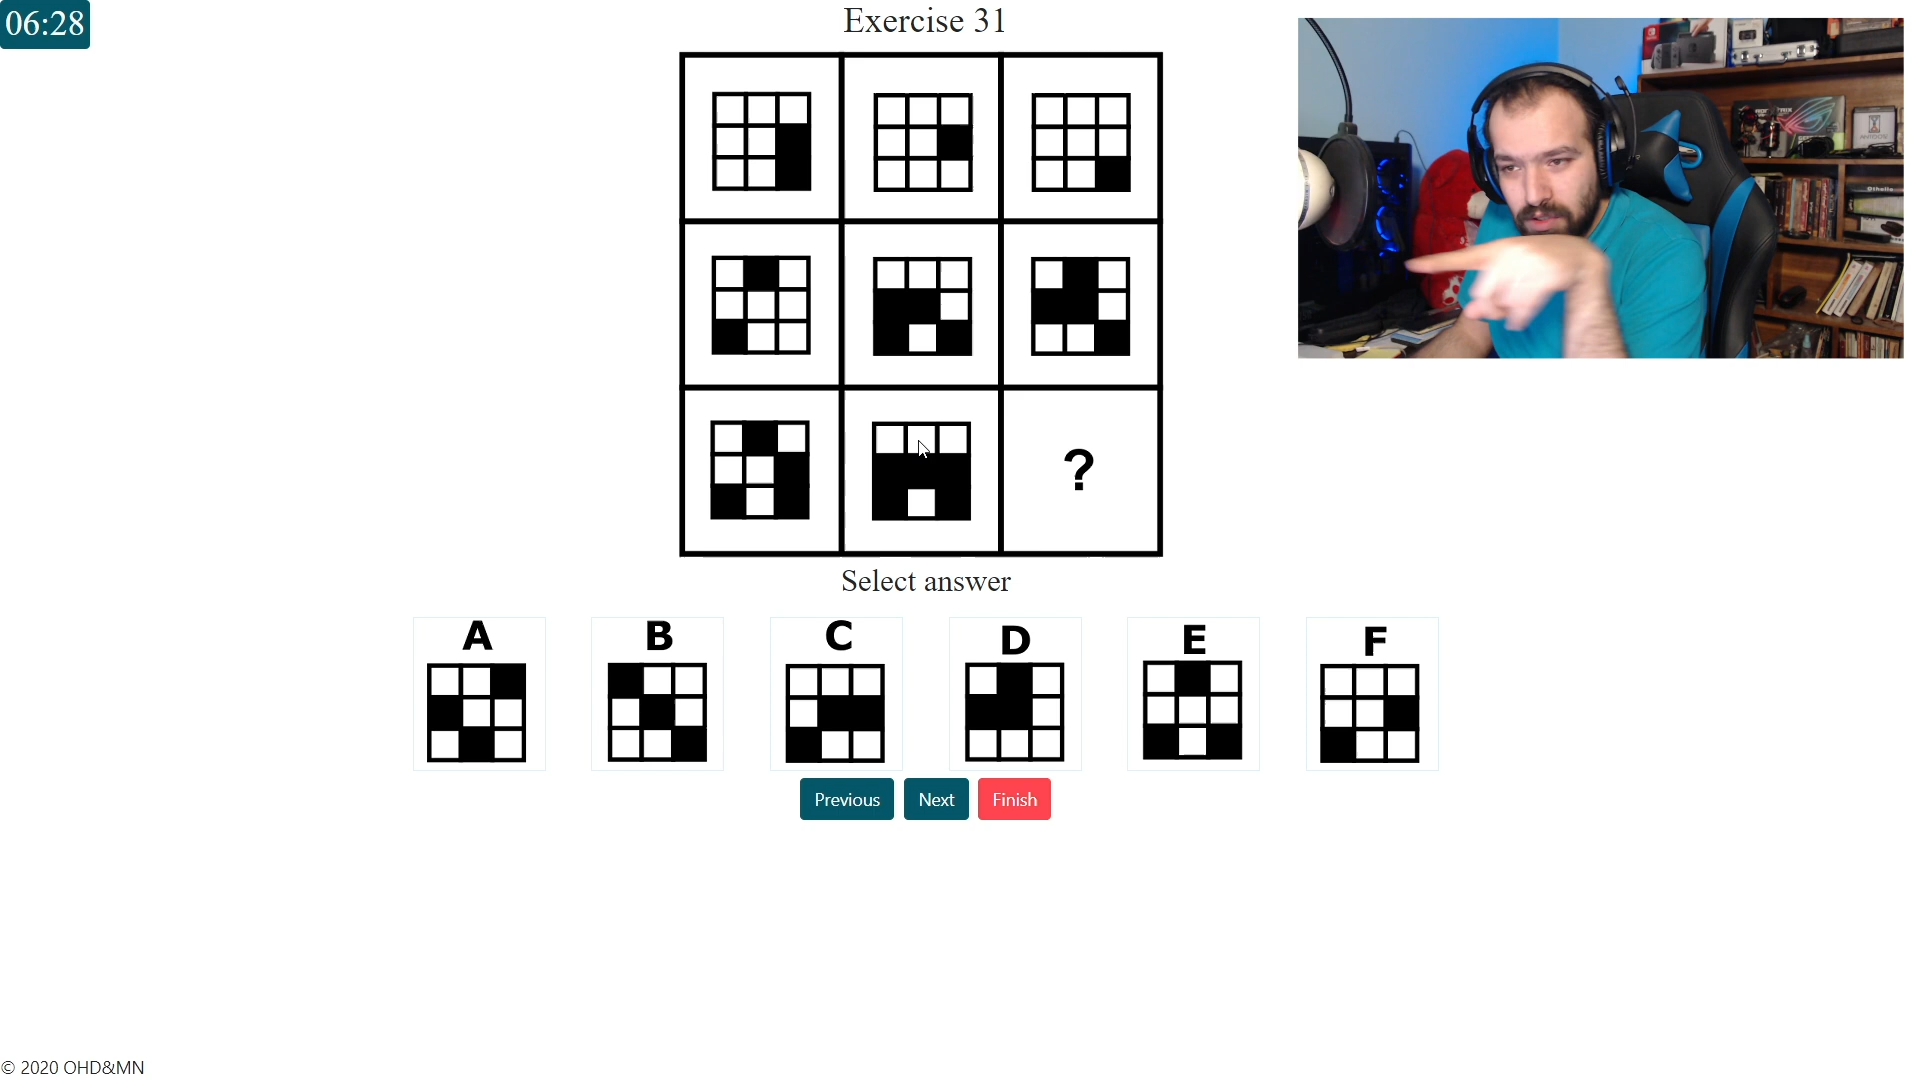 06:28
Exercise 31
?
Select answer
A
B
C
D
E
F
Previous
Next
Finish
© 2020 OHD&MN